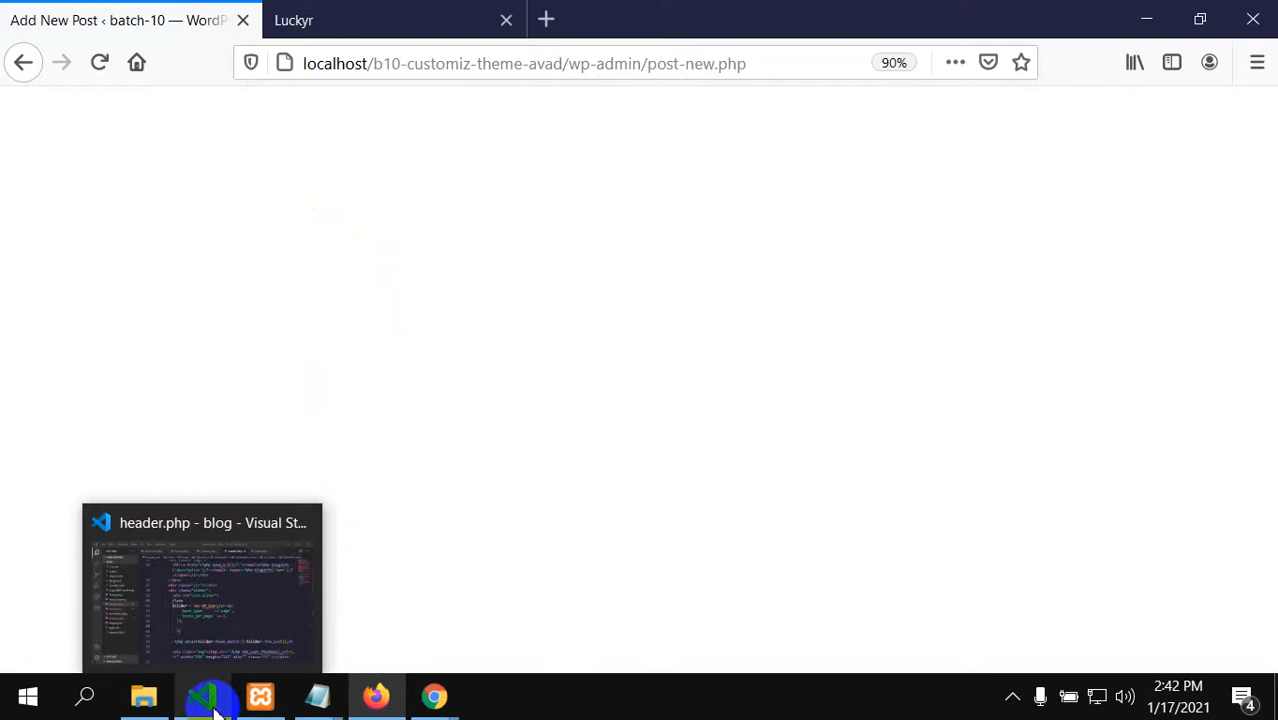 Add New Post ‹ batch-10 — WordP
Luckyr
localhost/b10-customiz-theme-avad/wp-admin/post-new.php
90%
header.php - blog - Visual St...
2:42 PM
1/17/2021
4